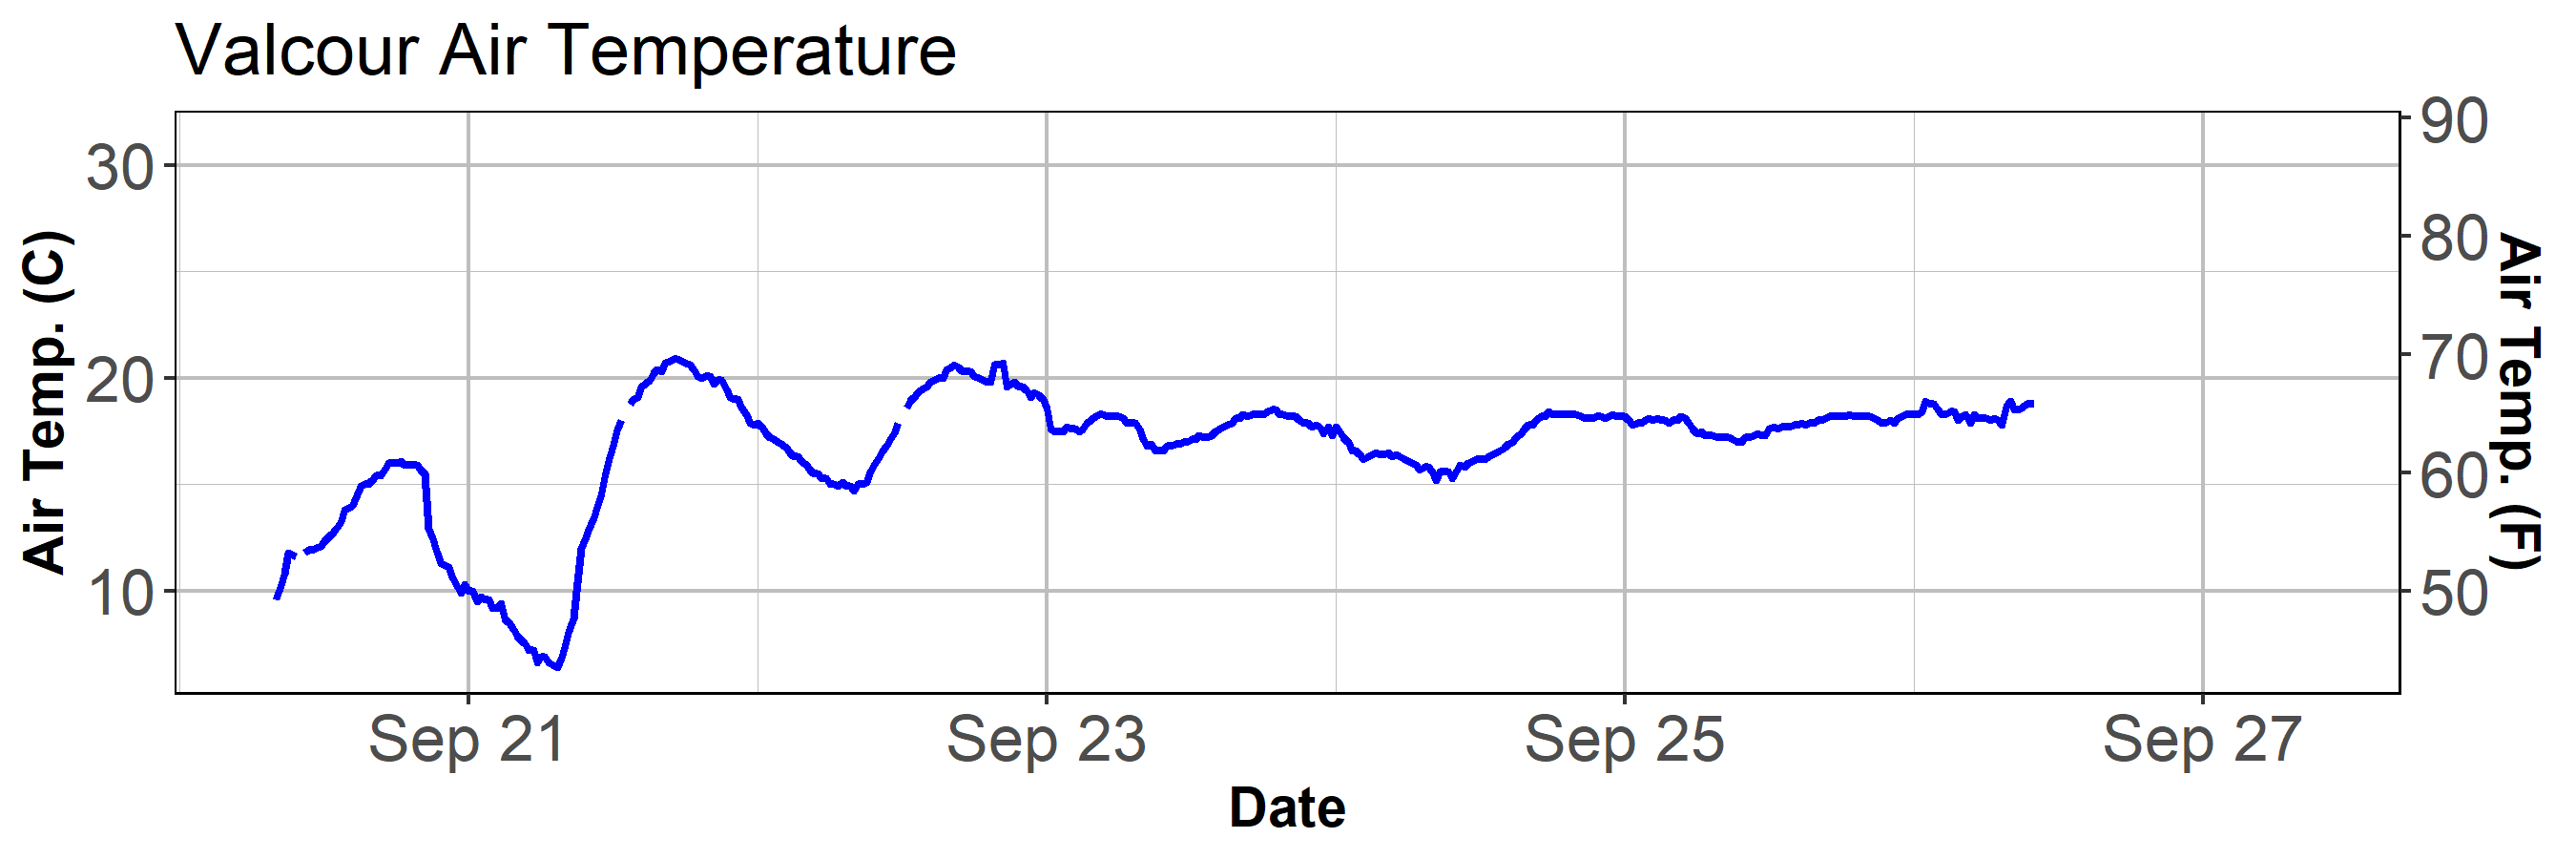 Valcour Air Temperature
Air Temp. (C)
30
20
10
90
80
70
60
50
Air Temp. (F)
Sep 21
Sep 23
Sep 25
Sep 27
Date